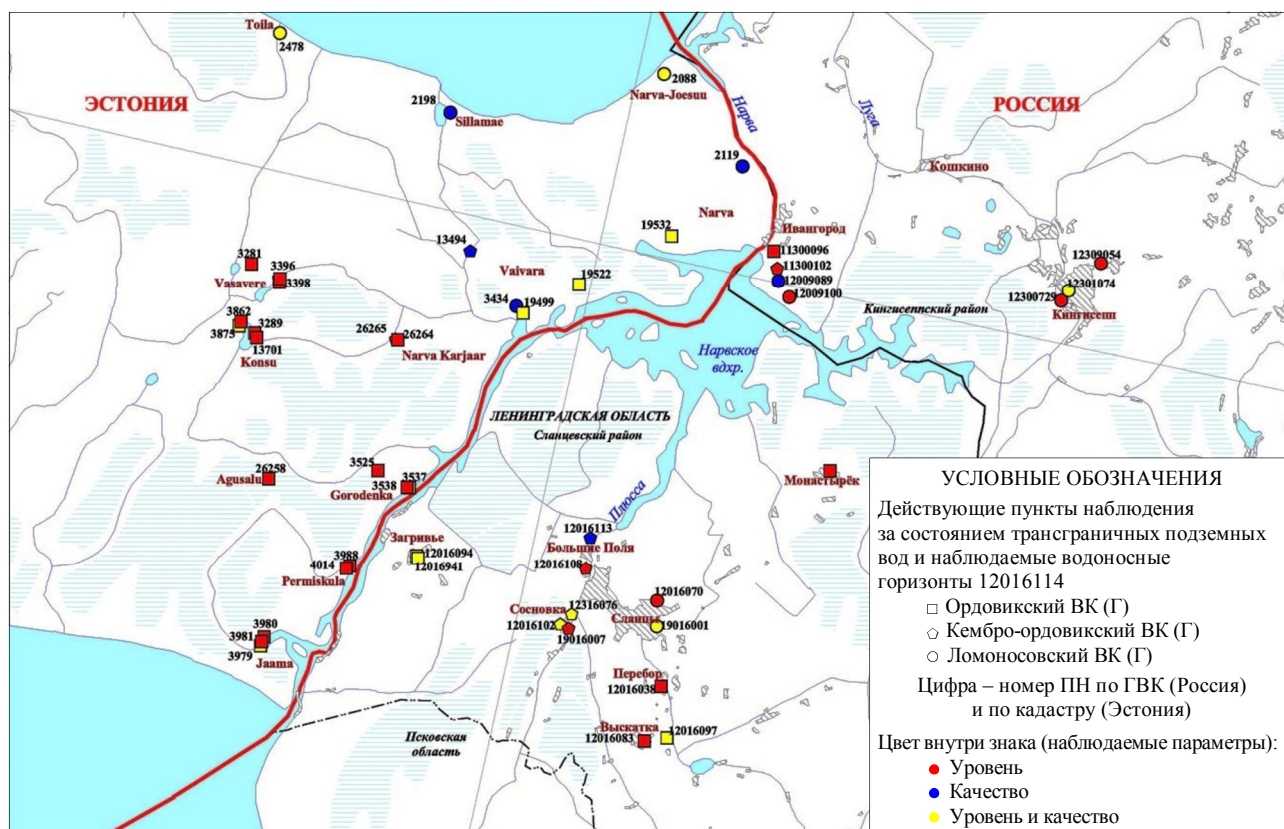 Toila
2478
ЭСТОНИЯ
2198
Sillamae
2088
Narva-Joesuu
Нарва
Луга
РОССИЯ
2119
Кошкино
Narva
19532
Ивангород
11300096
11300102
12009089
12009100
12309054
12301074
12300729
Кингисепп
Кингисеппский район
13494
Vaivara
19522
3281
3396
3398
Vasavere
3434
19499
3862
3289
3875
13701
Konsu
26265
26264
Narva Karjaar
Нарвское
вдхр.
ЛЕНИНГРАДСКАЯ ОБЛАСТЬ
Сланцевский район
26258
Agusalu
3525
3537
3538
Gorodenka
Монастырёк
Плюсса
12016113
Большие Поля
12016108
Загривье
12016094
12016941
3988
4014
Permiskula
12316076
Сосновка
12016102
19016007
12016070
Сланцы
19016001
3980
3981
3979
Jaama
Перебор
12016038
Выскатка
12016083
12016097
Псковская
область
УСЛОВНЫЕ ОБОЗНАЧЕНИЯ
Действующие пункты наблюдения
за состоянием трансграничных подземных
вод и наблюдаемые водоносные
горизонты 12016114
Ордовикский ВК (Г)
Кембро-ордовикский ВК (Г)
Ломоносовский ВК (Г)
Цифра – номер ПН по ГВК (Россия)
и по кадастру (Эстония)
Цвет внутри знака (наблюдаемые параметры):
Уровень
Качество
Уровень и качество